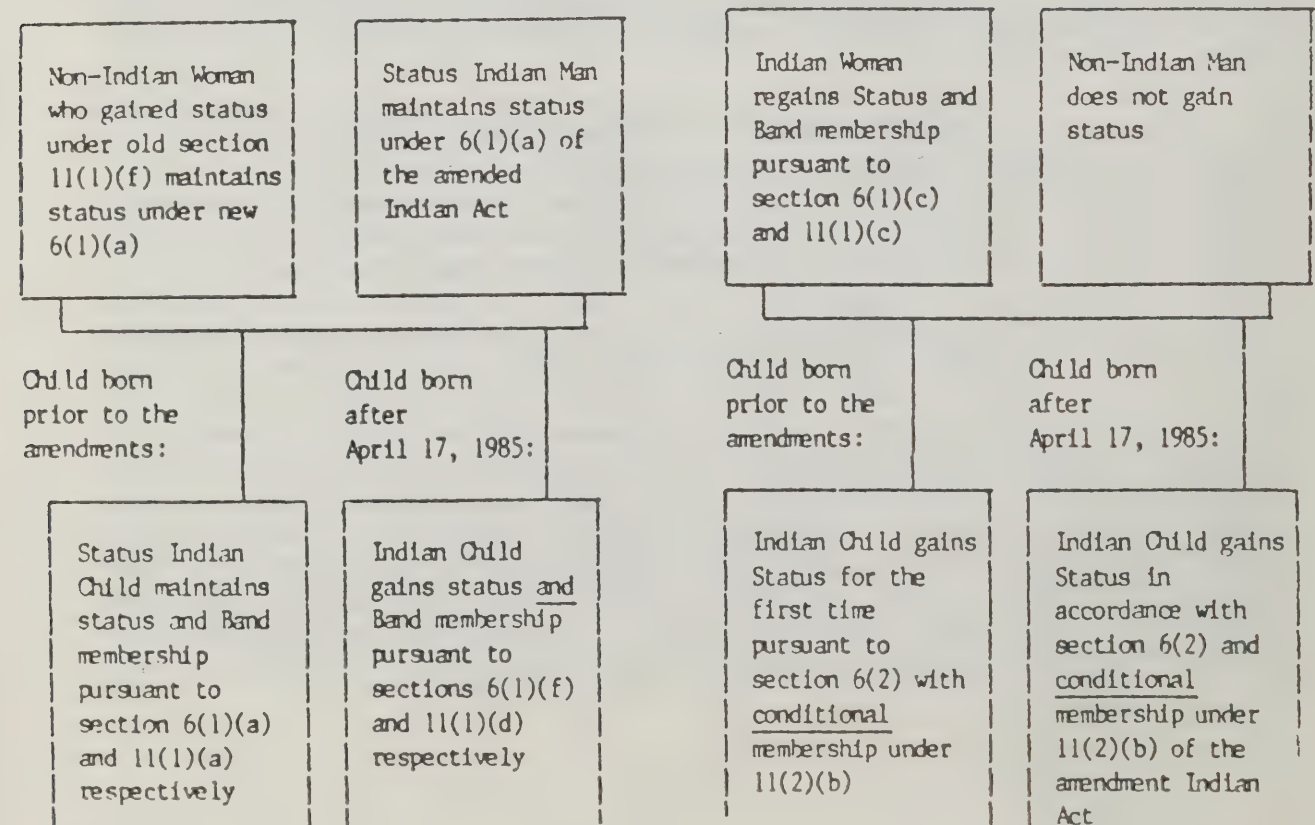 Non-Indian Woman
who gained status
under old section
11(1)(f) maintains
status under new
6(1)(a)
Status Indian Man
maintains status
under 6(1)(a) of
the amended
Indian Act
Indian Woman
regains Status and
Band membership
pursuant to
section 6(1)(c)
and 11(1)(c)
Non-Indian Man
does not gain
status
Child born
prior to the
amendments:
Child born
after
April 17, 1985:
Child born
prior to the
amendments:
Child born
after
April 17, 1985:
Status Indian
Child maintains
status and Band
membership
pursuant to
section 6(1)(a)
and 11(1)(a)
respectively
Indian Child
gains status and
Band membership
pursuant to
sections 6(1)(f)
and 11(1)(d)
respectively
Indian Child gains
Status for the
first time
pursuant to
section 6(2) with
conditional
membership under
11(2)(b)
Indian Child gains
Status in
accordance with
section 6(2) and
conditional
membership under
11(2)(b) of the
amendment Indian
Act